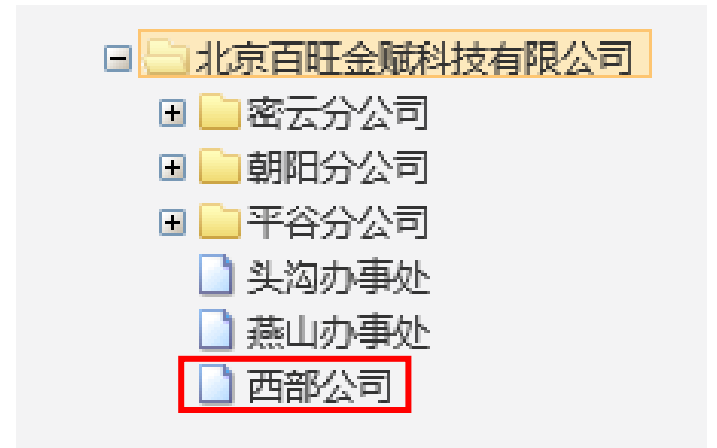 北京百旺金赋科技有限公司
密云分公司
朝阳分公司
平谷分公司
头沟办事处
燕山办事处
西部公司